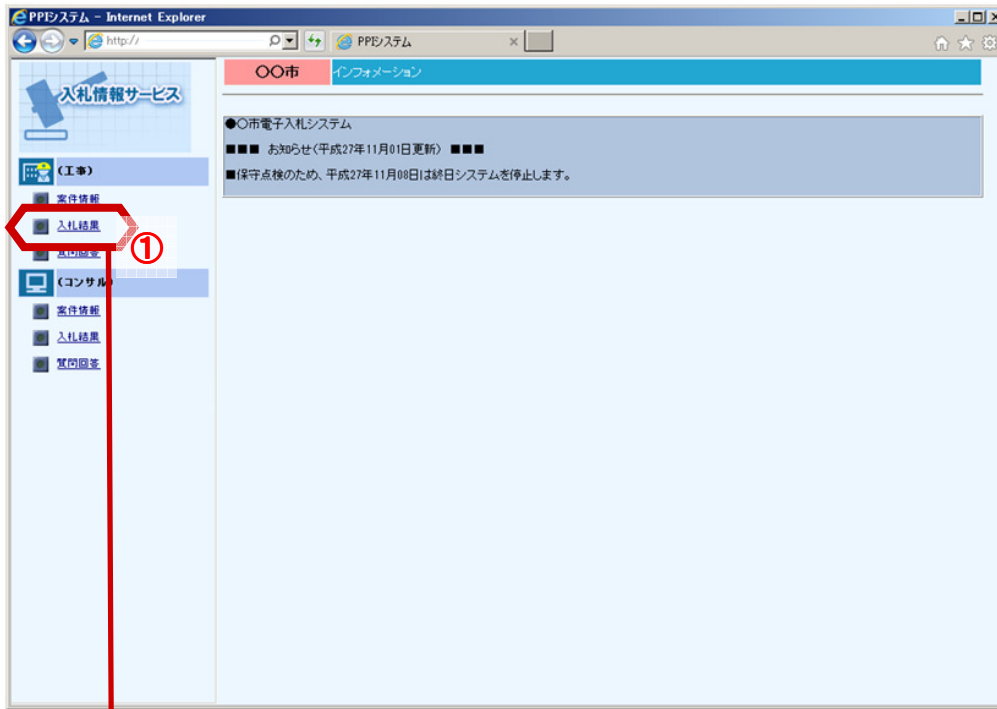 PPIシステム - Internet Explorer
http://
PPIシステム
入札情報サービス
〇〇市 インフォメーション
●〇市電子入札システム
■■■ お知らせ(平成27年11月01日更新) ■■■
■保守点検のため、平成27年11月08日は終日システムを停止します。
(工事)
案件情報
入札結果
①
質問回答
(コンサル)
案件情報
入札結果
質問回答